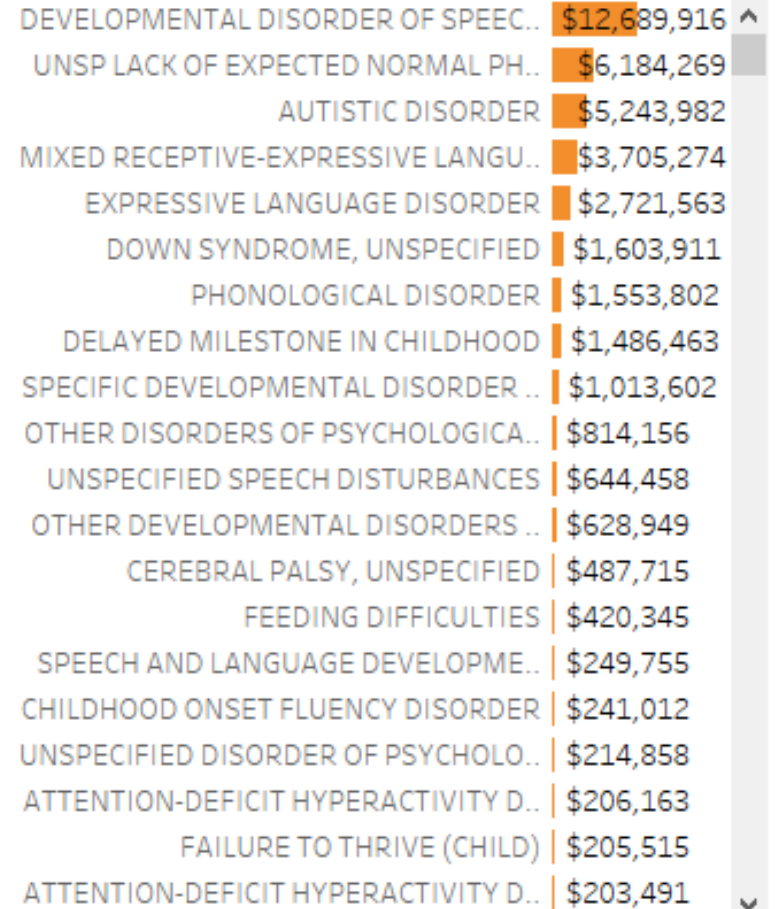 DEVELOPMENTAL DISORDER OF SPEEC.. $12,689,916
UNSP LACK OF EXPECTED NORMAL PH.. $6,184,269
AUTISTIC DISORDER $5,243,982
MIXED RECEPTIVE-EXPRESSIVE LANGU.. $3,705,274
EXPRESSIVE LANGUAGE DISORDER $2,721,563
DOWN SYNDROME, UNSPECIFIED $1,603,911
PHONOLOGICAL DISORDER $1,553,802
DELAYED MILESTONE IN CHILDHOOD $1,486,463
SPECIFIC DEVELOPMENTAL DISORDER .. $1,013,602
OTHER DISORDERS OF PSYCHOLOGICA.. $814,156
UNSPECIFIED SPEECH DISTURBANCES $644,458
OTHER DEVELOPMENTAL DISORDERS .. $628,949
CEREBRAL PALSY, UNSPECIFIED $487,715
FEEDING DIFFICULTIES $420,345
SPEECH AND LANGUAGE DEVELOPME.. $249,755
CHILDHOOD ONSET FLUENCY DISORDER $241,012
UNSPECIFIED DISORDER OF PSYCHOLO.. $214,858
ATTENTION-DEFICIT HYPERACTIVITY D.. $206,163
FAILURE TO THRIVE (CHILD) $205,515
ATTENTION-DEFICIT HYPERACTIVITY D.. $203,491